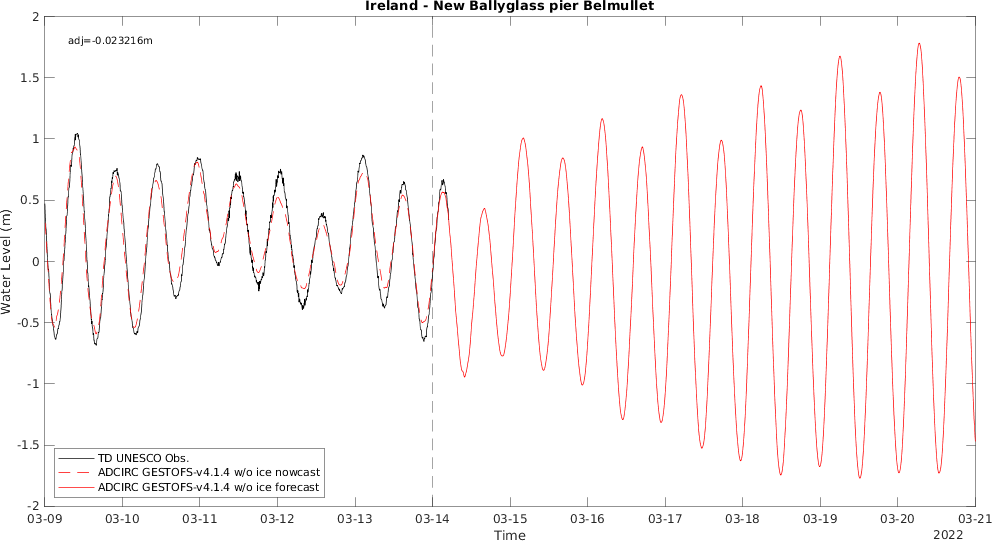 Ireland - New Ballyglass pier Belmullet
adj=-0.023216m
2
1.5
1
0.5
0
-0.5
-1
-1.5
-2
Water Level (m)
TD UNESCO Obs.
ADCIRC GESTOFS-v4.1.4 w/o ice nowcast
ADCIRC GESTOFS-v4.1.4 w/o ice forecast
03-09 03-10 03-11 03-12 03-13 03-14 03-15 03-16 03-17 03-18 03-19 03-20 03-21
Time
2022